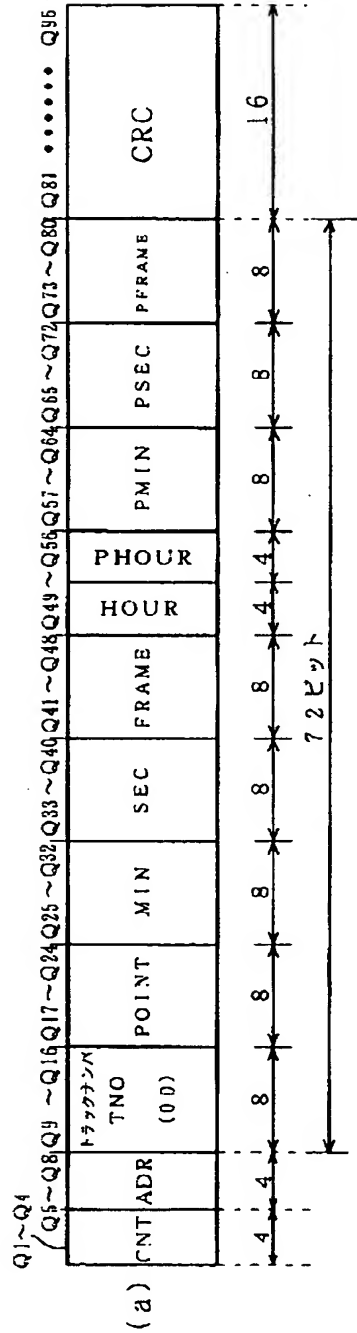 Q1~Q4
Q5~Q8 Q9 ~Q16 Q17~Q24 Q25~Q32 Q33~Q40 Q41~Q48 Q49 ~Q56 Q57~Q64 Q65~Q72 Q73~Q80 Q81 •••••• Q96
(a)
CNT
ADR
トラックナンバ
TNO
(00)
POINT
MIN
SEC
FRAME
HOUR
PHOUR
PMIN
PSEC
PFRAME
CRC
4 4 8 8 8 8 8 4 4 8 8 8 16
72ビット